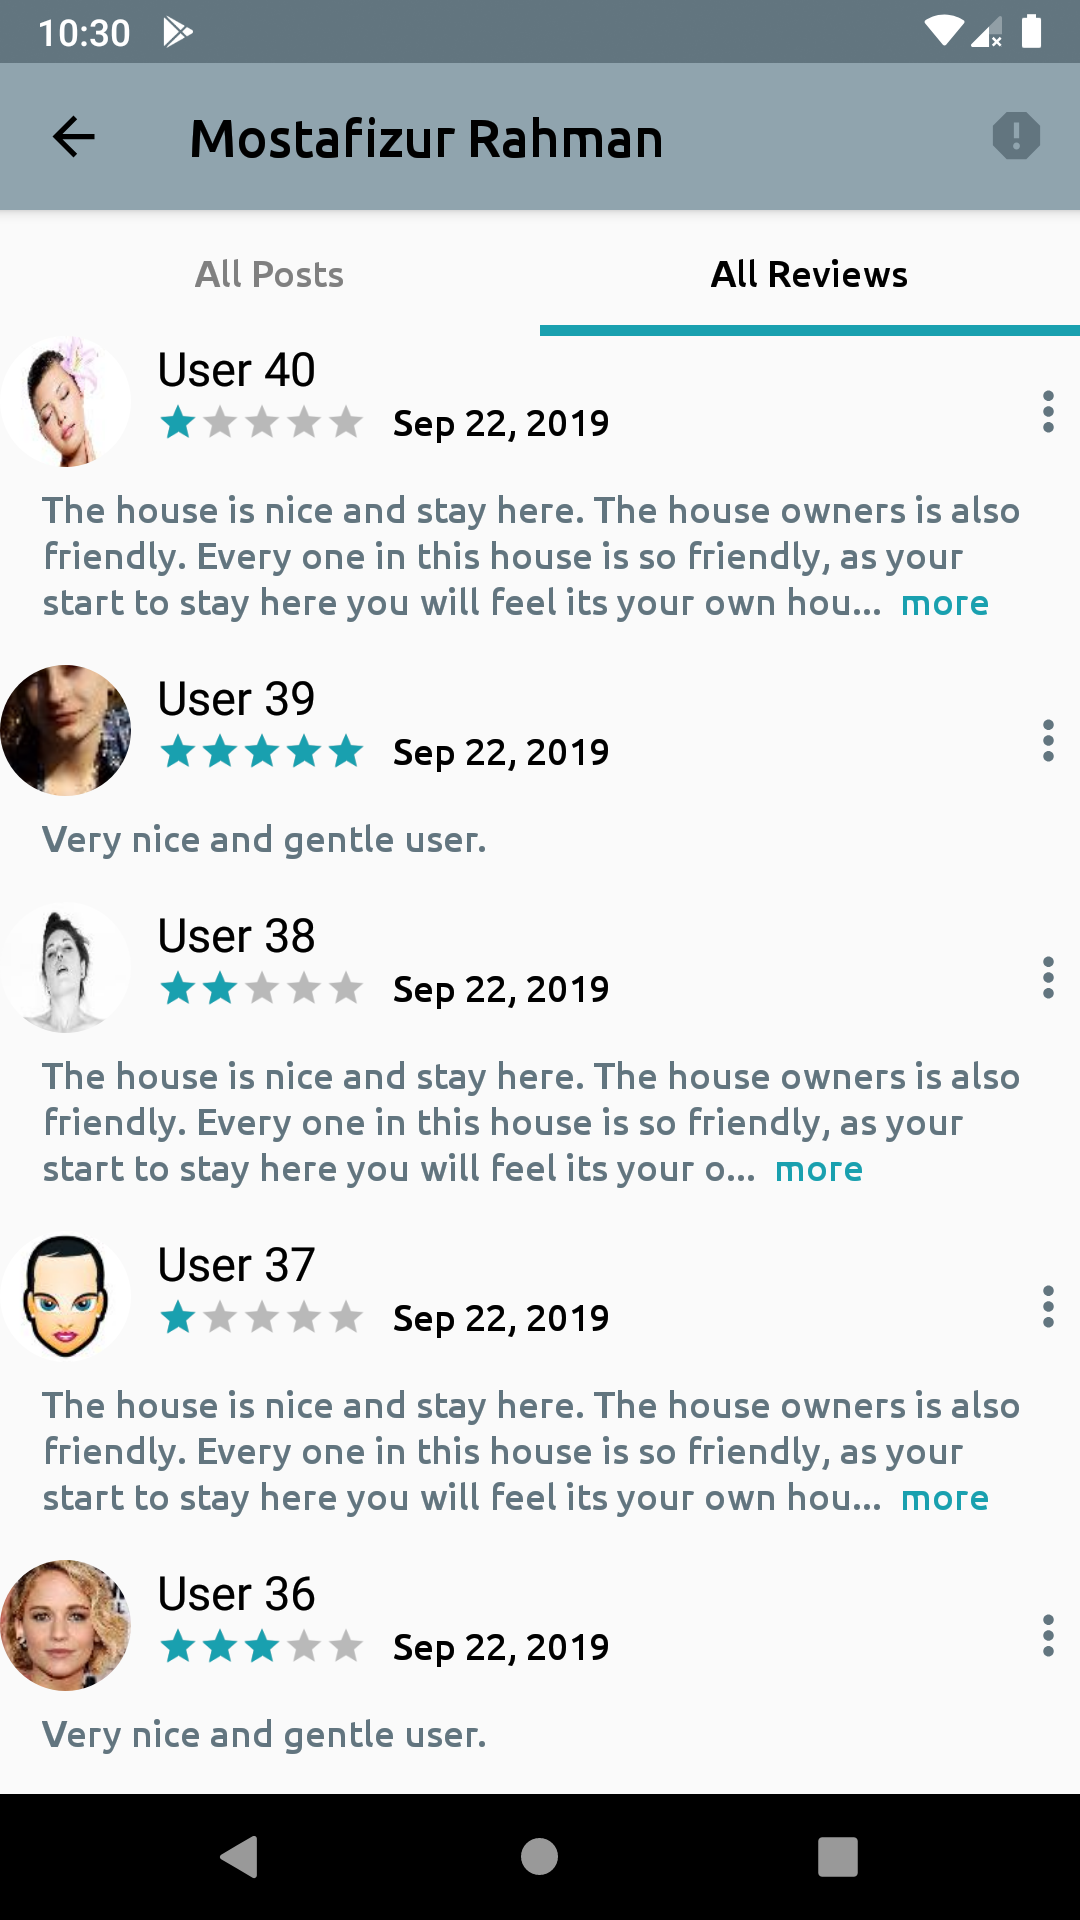 10:30
Mostafizur Rahman
All Posts
All Reviews
User 40
Sep 22, 2019
The house is nice and stay here. The house owners is also
friendly. Every one in this house is so friendly, as your
start to stay here you will feel its your own hou... more
User 39
Sep 22, 2019
Very nice and gentle user.
User 38
Sep 22, 2019
The house is nice and stay here. The house owners is also
friendly. Every one in this house is so friendly, as your
start to stay here you will feel its your o... more
User 37
Sep 22, 2019
The house is nice and stay here. The house owners is also
friendly. Every one in this house is so friendly, as your
start to stay here you will feel its your own hou... more
User 36
Sep 22, 2019
Very nice and gentle user.